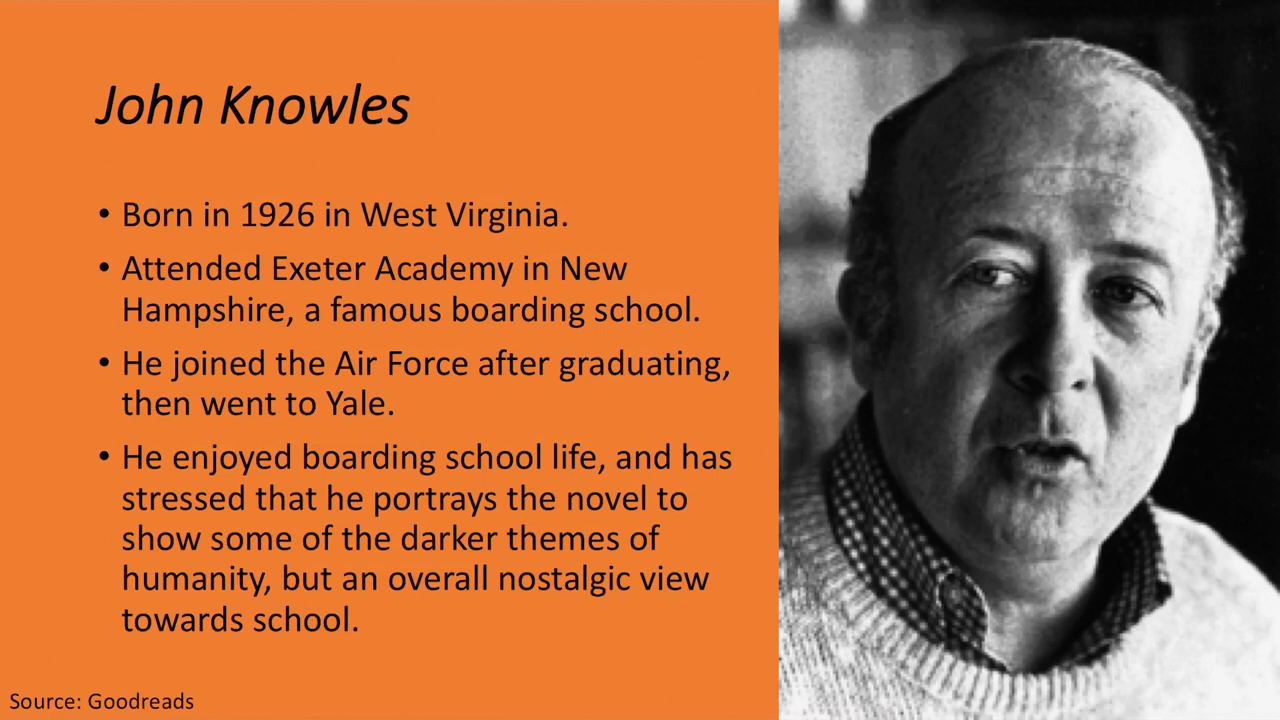 John Knowles
• Born in 1926 in West Virginia.
• Attended Exeter Academy in New
Hampshire, a famous boarding school.
• He joined the Air Force after graduating,
then went to Yale.
• He enjoyed boarding school life, and has
stressed that he portrays the novel to
show some of the darker themes of
humanity, but an overall nostalgic view
towards school.
Source: Goodreads